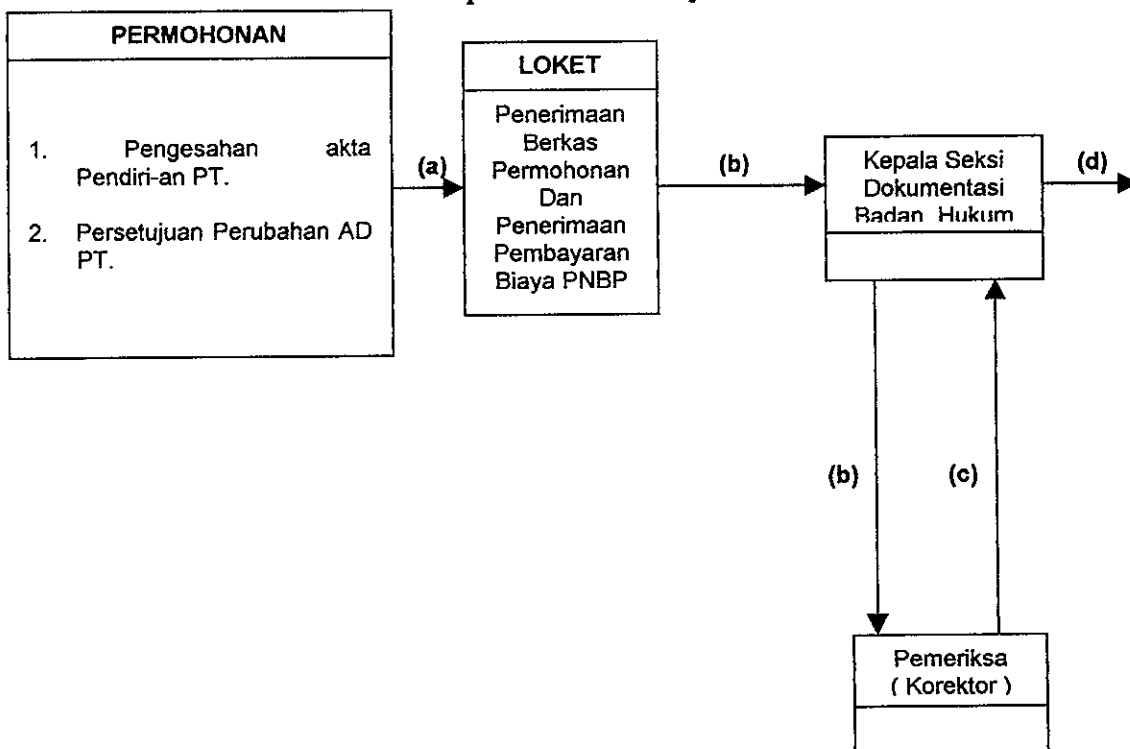 PERMOHONAN
1. Pengesahan akta
Pendiri-an PT.
2. Persetujuan Perubahan AD
PT.
(a)
LOKET
Penerimaan
Berkas
Permohonan
Dan
Penerimaan
Pembayaran
Biaya PNBP
(b)
Kepala Seksi
Dokumentasi
Badan Hukum
(d)
(b)
(c)
Pemeriksa
( Korektor )